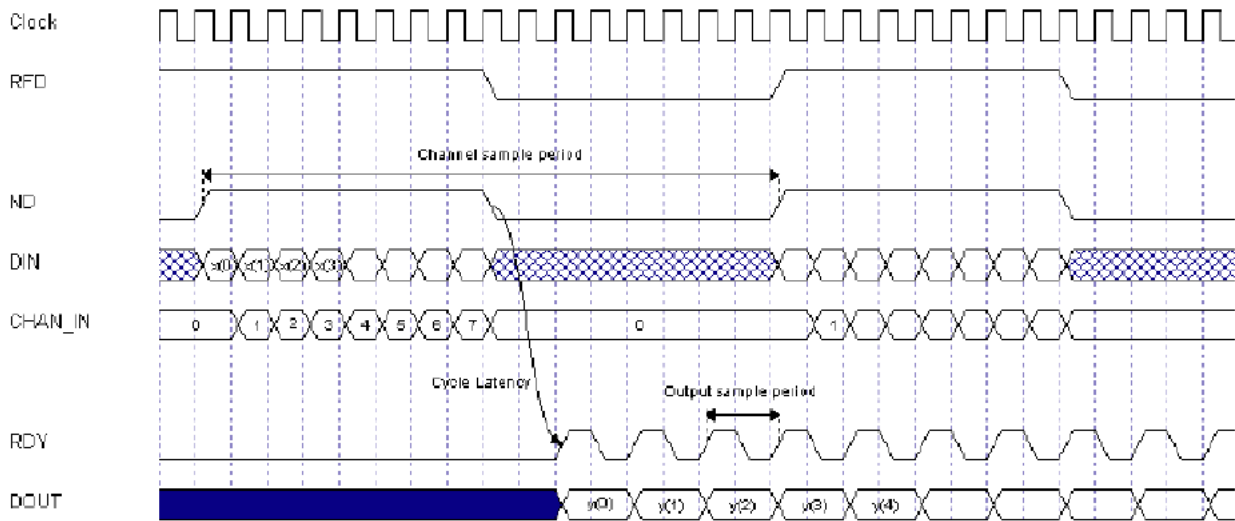 Clock
RFD
Channel sample period
ND
DIN x(0) x(1) x(2) x(3)
CHAN_IN 0 1 2 3 4 5 6 7 0 1
Cycle Latency
Output sample period
RDY
DOUT y(0) y(1) y(2) y(3) y(4)